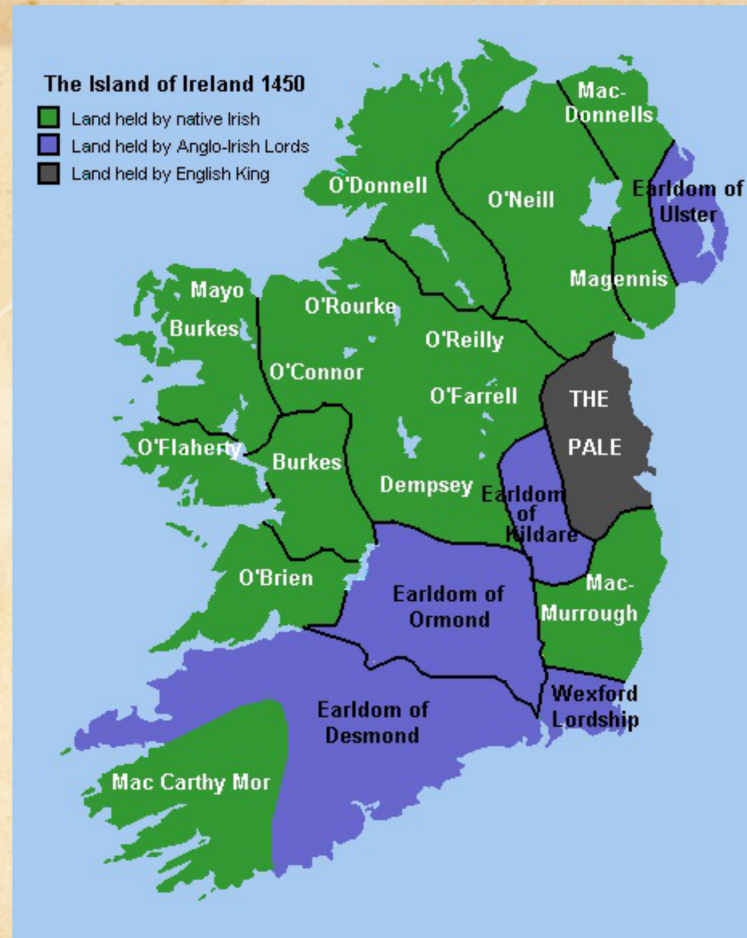 The Island of Ireland 1450
Land held by native Irish
Land held by Anglo-Irish Lords
Land held by English King
Mac-
Donnells
O'Donnell
O'Neill
Earldom of
Ulster
Magennis
Mayo
Burkes
O'Rourke
O'Reilly
O'Connor
O'Farrell
THE
PALE
O'Flaherty
Burkes
Dempsey
Earldom
of
Kildare
O'Brien
Earldom of
Ormond
Mac-
Murrough
Wexford
Lordship
Earldom of
Desmond
Mac Carthy Mor